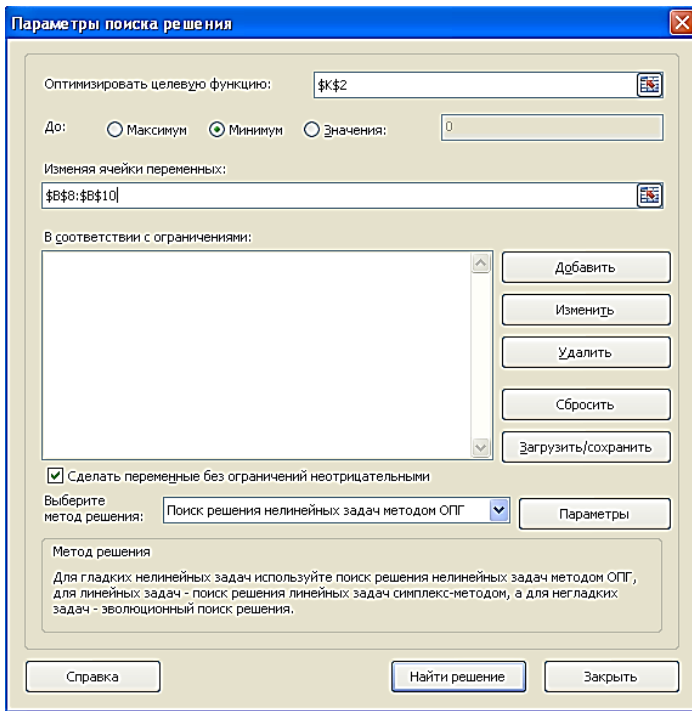 Параметры поиска решения
Оптимизировать целевую функцию: $K$2
До: Максимум Минимум Значения: 0
Изменяя ячейки переменных:
$B$8:$B$10
В соответствии с ограничениями:
Добавить
Изменить
Удалить
Сбросить
Загрузить/сохранить
Сделать переменные без ограничений неотрицательными
Выберите
метод решения: Поиск решения нелинейных задач методом ОПГ Параметры
Метод решения
Для гладких нелинейных задач используйте поиск решения нелинейных задач методом ОПГ,
для линейных задач - поиск решения линейных задач симплекс-методом, а для негладких
задач - эволюционный поиск решения.
Справка Найти решение Закрыть